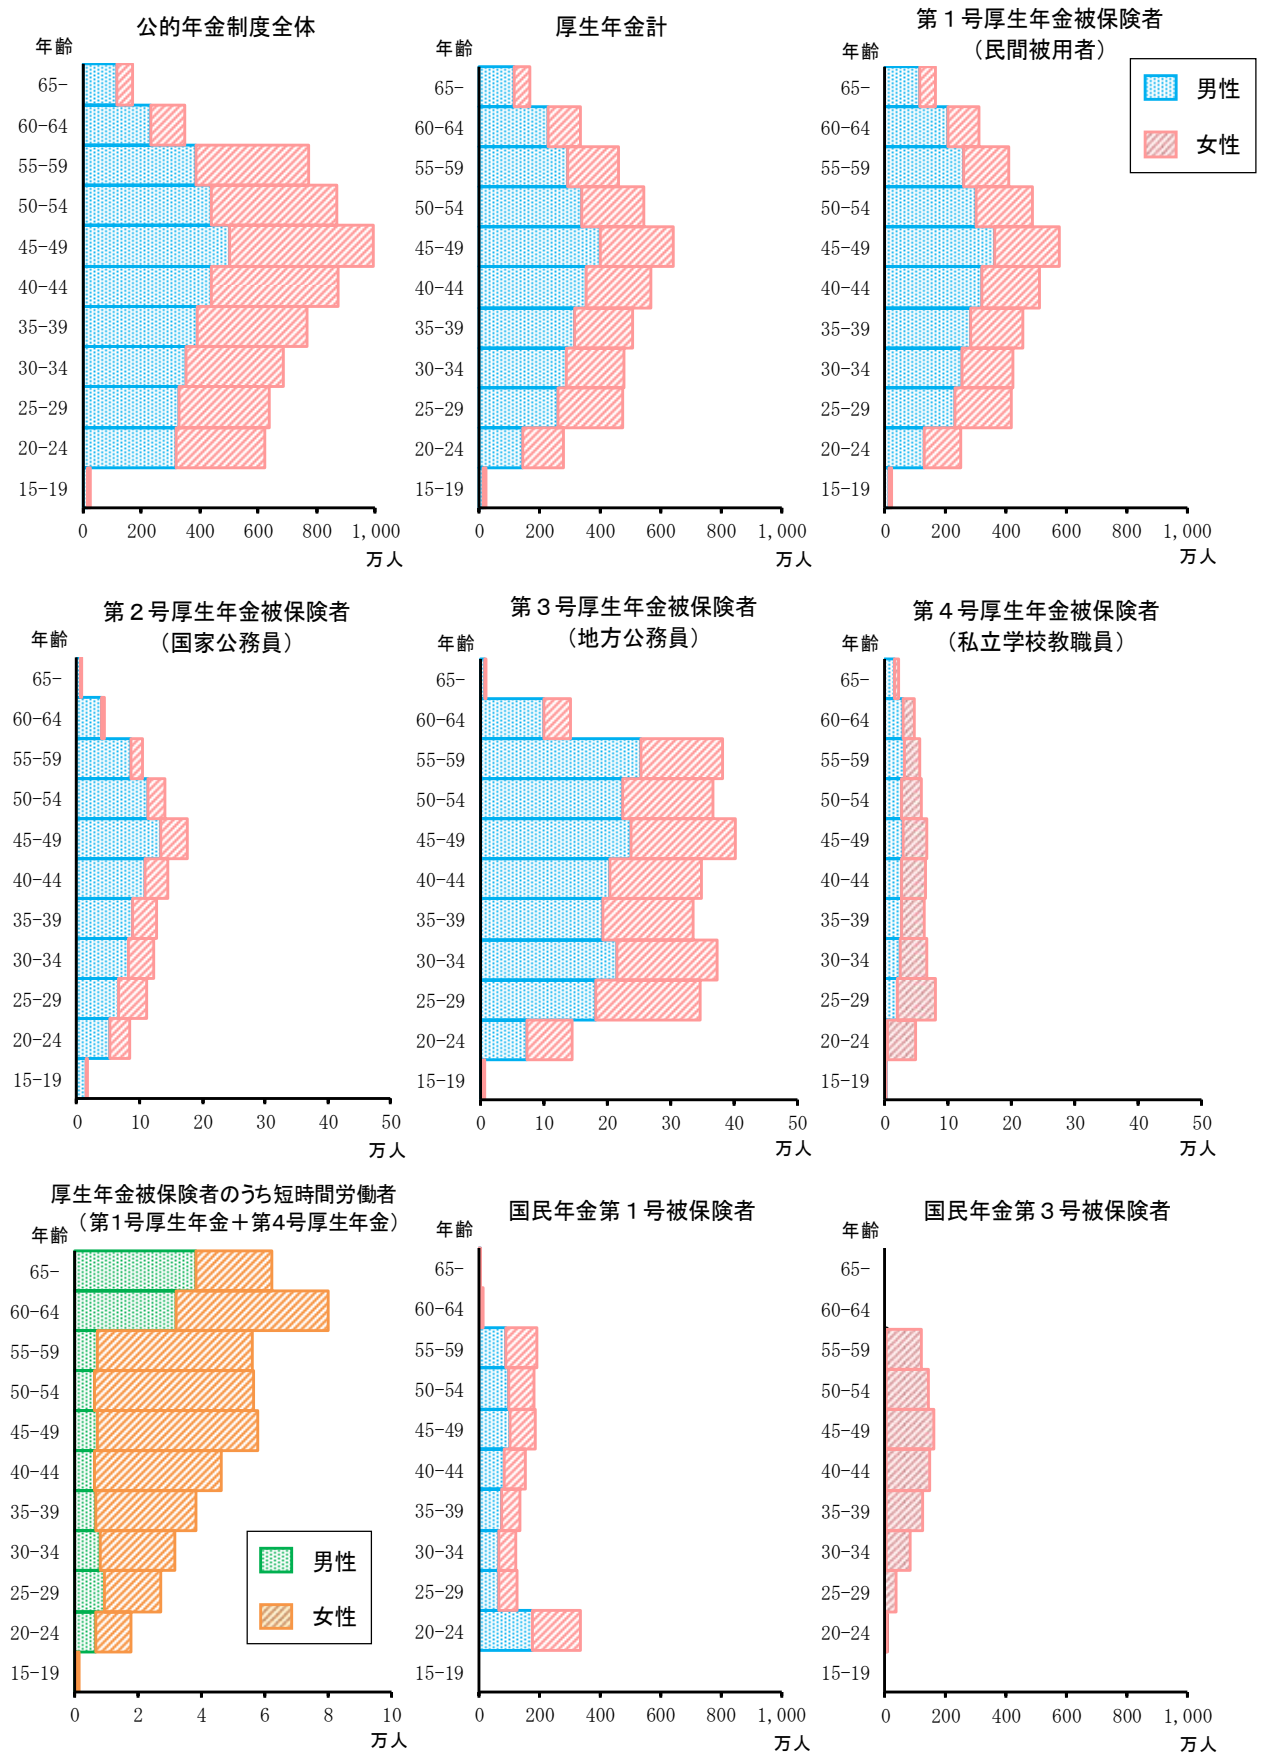 公的年金制度全体
年齢
65-
60-64
55-59
50-54
45-49
40-44
35-39
30-34
25-29
20-24
15-19
0 200 400 600 800 1,000
万人
厚生年金計
年齢
65-
60-64
55-59
50-54
45-49
40-44
35-39
30-34
25-29
20-24
15-19
0 200 400 600 800 1,000
万人
第１号厚生年金被保険者
（民間被用者）
年齢
男性
女性
65-
60-64
55-59
50-54
45-49
40-44
35-39
30-34
25-29
20-24
15-19
0 200 400 600 800 1,000
万人
第２号厚生年金被保険者
（国家公務員）
年齢
65-
60-64
55-59
50-54
45-49
40-44
35-39
30-34
25-29
20-24
15-19
0 10 20 30 40 50
万人
第３号厚生年金被保険者
（地方公務員）
年齢
65-
60-64
55-59
50-54
45-49
40-44
35-39
30-34
25-29
20-24
15-19
0 10 20 30 40 50
万人
第４号厚生年金被保険者
（私立学校教職員）
年齢
65-
60-64
55-59
50-54
45-49
40-44
35-39
30-34
25-29
20-24
15-19
0 10 20 30 40 50
万人
厚生年金被保険者のうち短時間労働者
（第1号厚生年金＋第4号厚生年金）
年齢
65-
60-64
55-59
50-54
45-49
40-44
35-39
30-34
25-29
20-24
15-19
男性
女性
0 2 4 6 8 10
万人
国民年金第１号被保険者
年齢
65-
60-64
55-59
50-54
45-49
40-44
35-39
30-34
25-29
20-24
15-19
0 200 400 600 800 1,000
万人
国民年金第３号被保険者
年齢
65-
60-64
55-59
50-54
45-49
40-44
35-39
30-34
25-29
20-24
15-19
0 200 400 600 800 1,000
万人